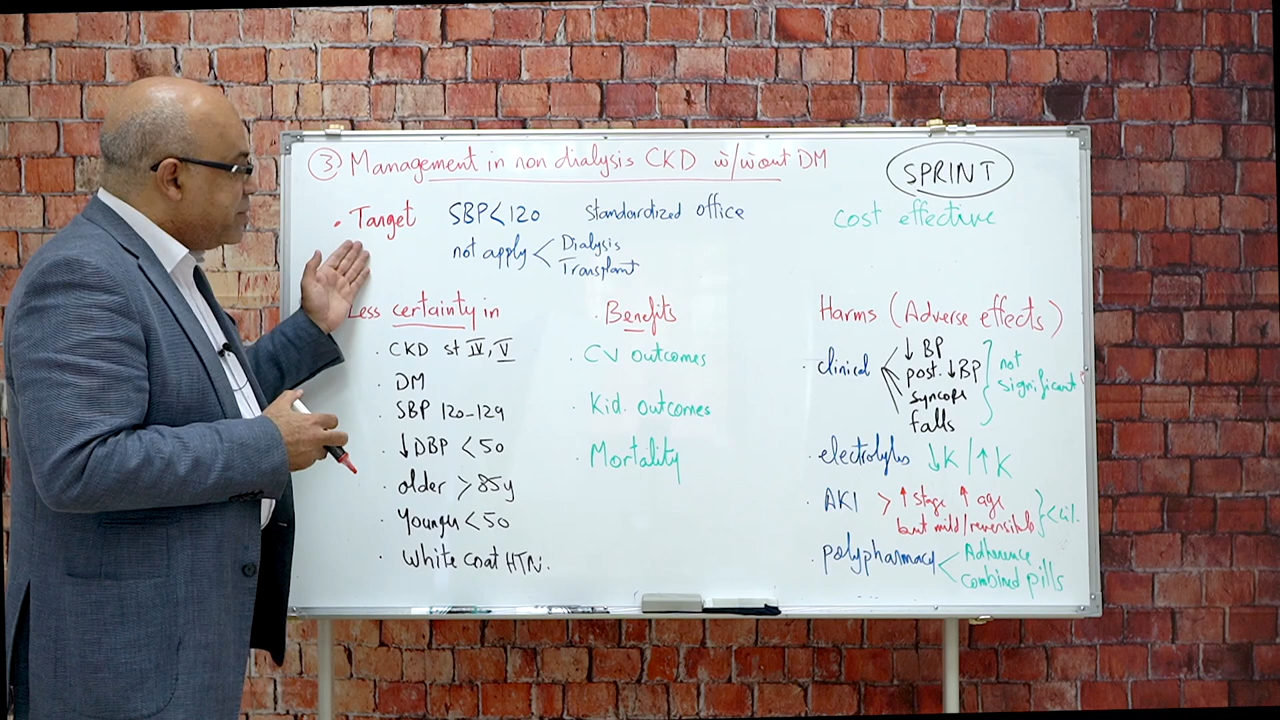 ③ Management in non dialysis CKD w/wout DM
SPRINT
• Target SBP<120 standardized office
cost effective
not apply < Dialysis
Transplant
Less certainty in
• CKD st IV, V
• DM
• SBP 120-129
• ↓DBP <50
• older >85y
• Younger <50
• White coat HTN.
• Benefits
• CV outcomes
• Kid. outcomes
• Mortality
Harms (Adverse effects)
• clinical
↓ BP
post. ↓BP
syncope
falls
not
significant
• electrolytes ↓K / ↑K
• AKI > ↑ stage ↑ age
but mild/reversible
• polypharmacy < Adherence
combined pills